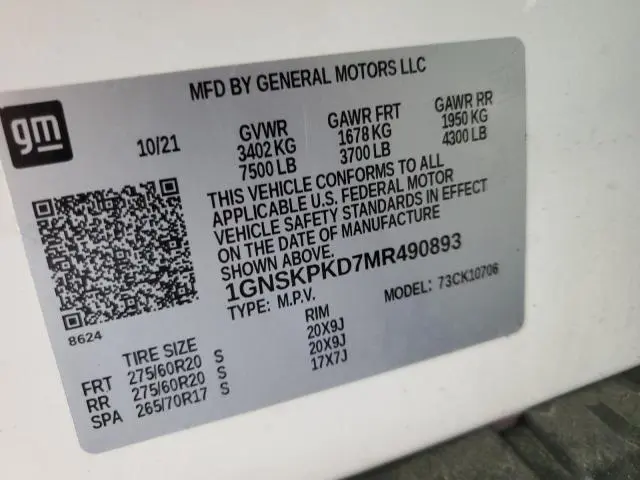 MFD BY GENERAL MOTORS LLC
gm
10/21
GVWR GAWR FRT GAWR RR
3402 KG 1678 KG 1950 KG
7500 LB 3700 LB 4300 LB
THIS VEHICLE CONFORMS TO ALL
APPLICABLE U.S. FEDERAL MOTOR
VEHICLE SAFETY STANDARDS IN EFFECT
ON THE DATE OF MANUFACTURE
SHOWN ABOVE.
1GNSKPKD7MR490893
TYPE: M.P.V. MODEL: 73CK10706
8624
TIRE SIZE RIM
FRT 275/60R20 S 20X9J
RR 275/60R20 S 20X9J
SPA 265/70R17 S 17X7J